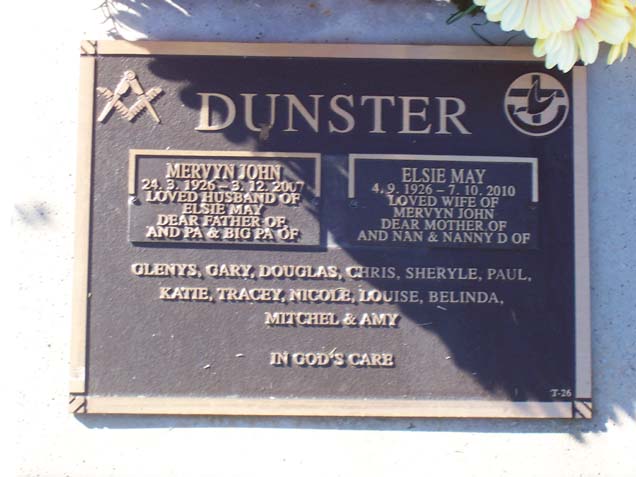 DUNSTER
MERVYN JOHN
24. 3. 1926 – 3. 12. 2007
LOVED HUSBAND OF
ELSIE MAY
DEAR FATHER OF
AND PA & BIG PA OF
ELSIE MAY
4. 9. 1926 – 7. 10. 2010
LOVED WIFE OF
MERVYN JOHN
DEAR MOTHER OF
AND NAN & NANNY D OF
GLENYS, GARY, DOUGLAS, CHRIS, SHERYLE, PAUL,
KATIE, TRACEY, NICOLE, LOUISE, BELINDA,
MITCHEL & AMY
IN GOD'S CARE
T-26